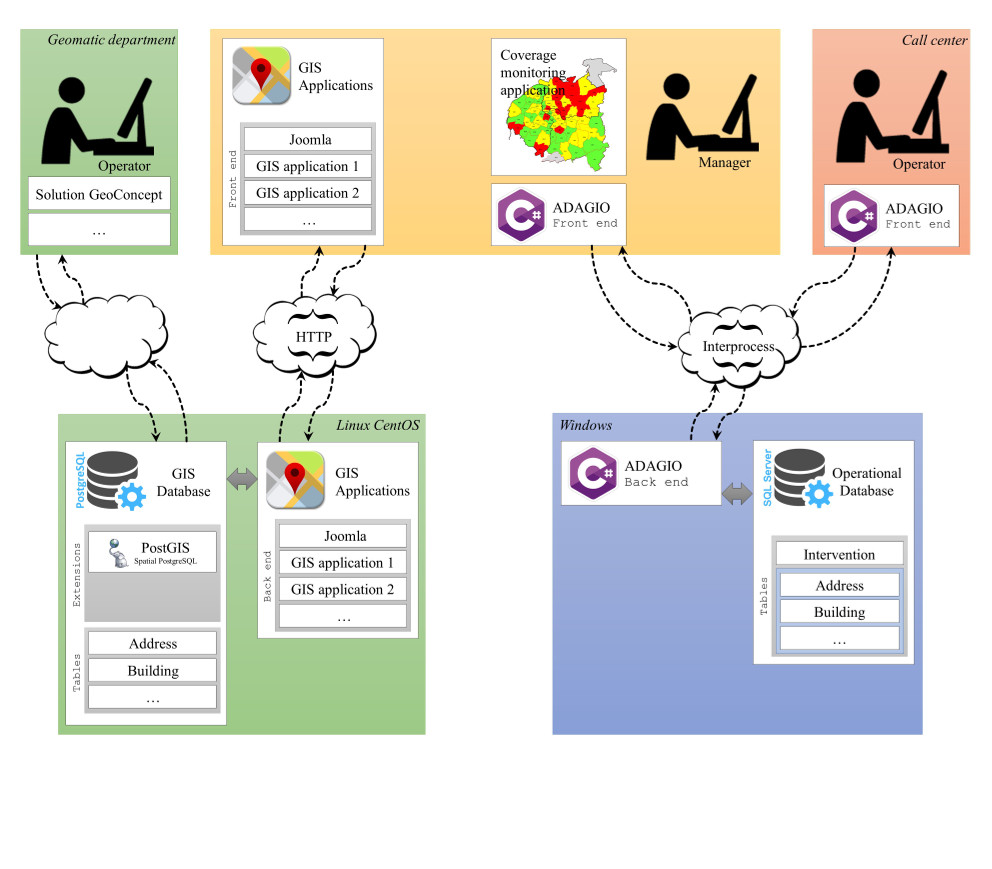 Geomatic department
Operator
Solution GeoConcept
...
GIS
Applications
Front end
Joomla
GIS application 1
GIS application 2
...
Coverage
monitoring
application
C#
ADAGIO
Front end
Manager
Call center
Operator
C#
ADAGIO
Front end
HTTP
Interprocess
Linux CentOS
PostgreSQL
GIS
Database
Extensions
PostGIS
Spatial PostgreSQL
Tables
Address
Building
...
GIS
Applications
Back end
Joomla
GIS application 1
GIS application 2
...
Windows
C#
ADAGIO
Back end
SQL Server
Operational
Database
Tables
Intervention
Address
Building
...